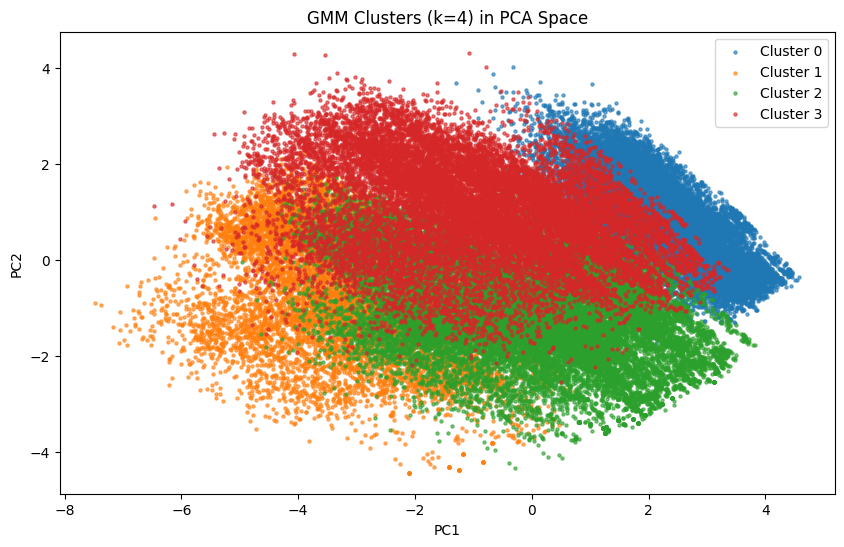 GMM Clusters (k=4) in PCA Space
Cluster 0
Cluster 1
Cluster 2
Cluster 3
PC2
4
2
0
−2
−4
−8
−6
−4
−2
0
2
4
PC1